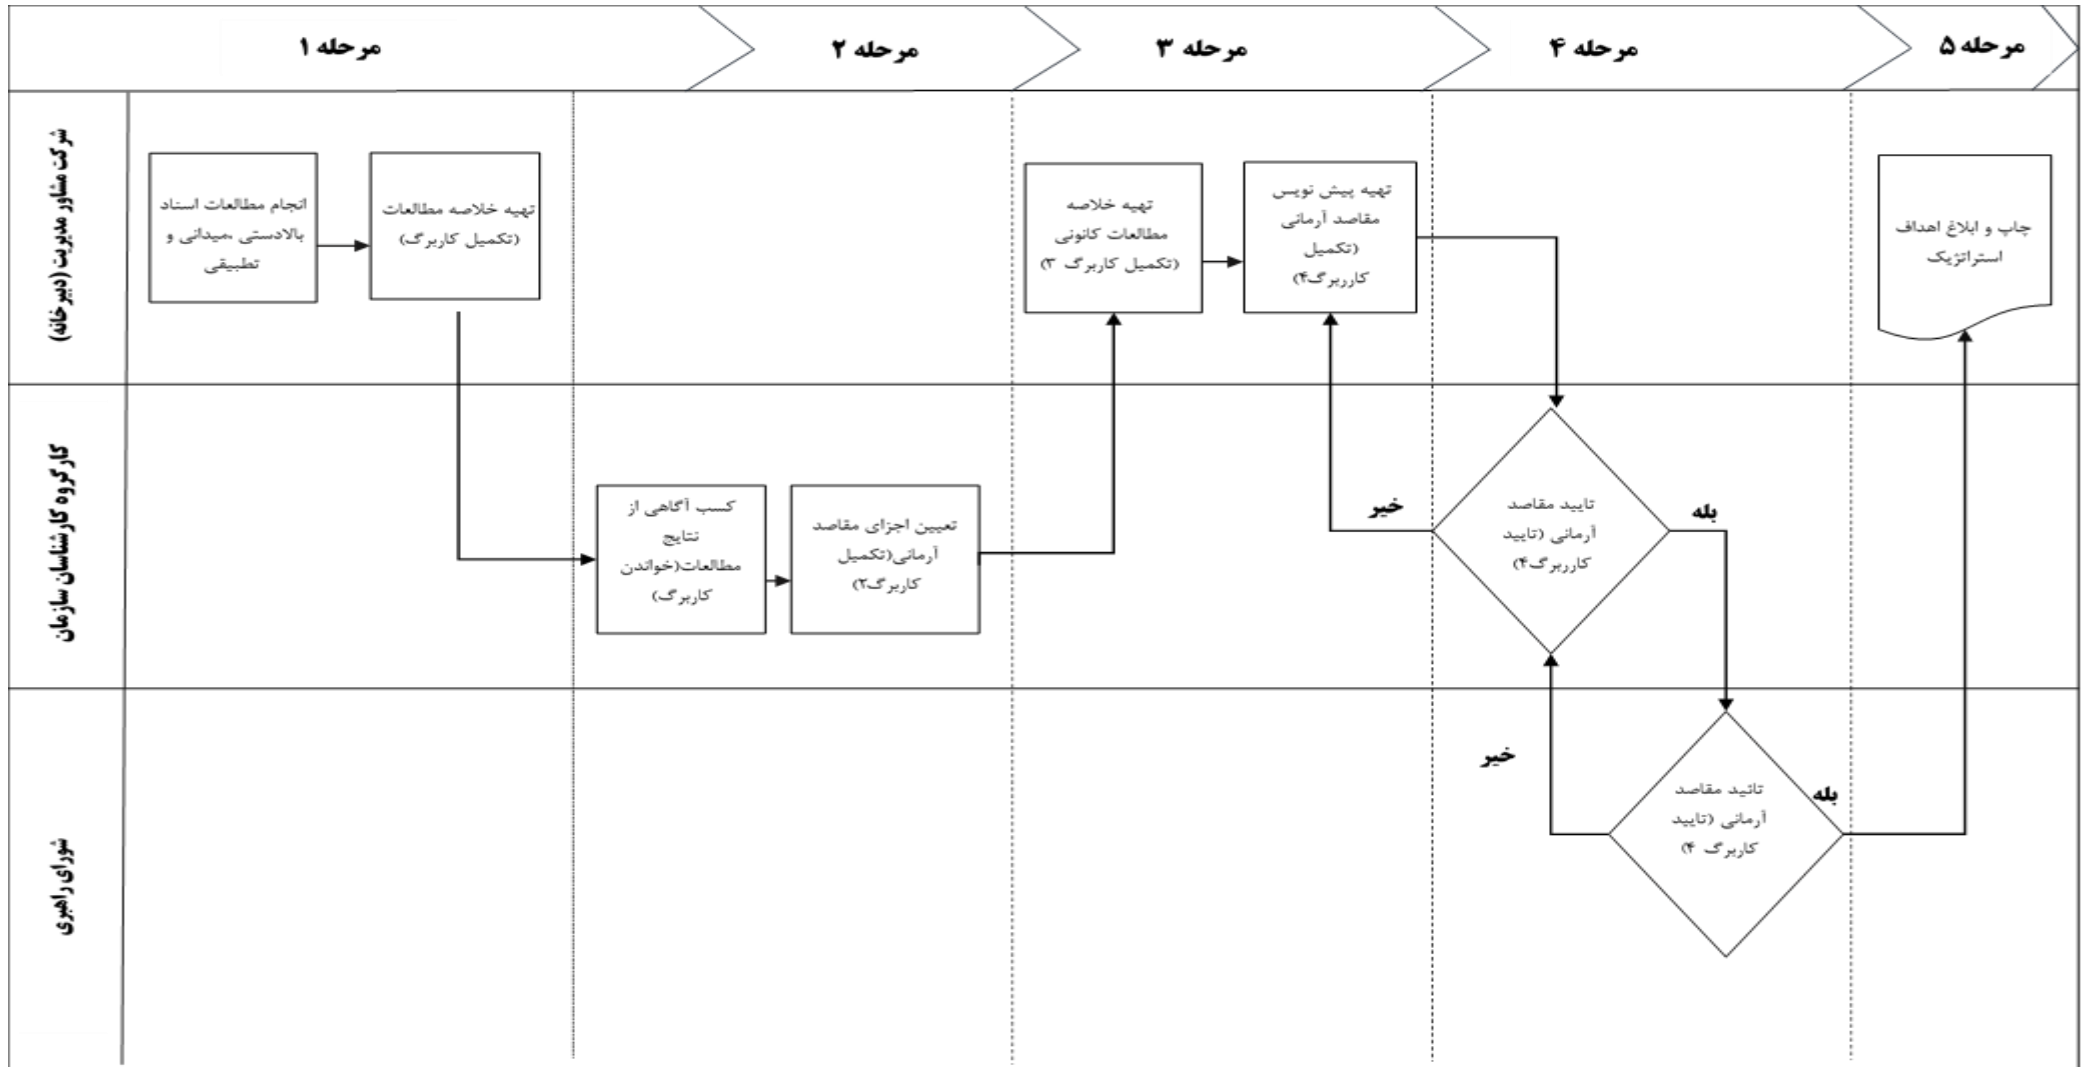 مرحله ۱
مرحله ۲
مرحله ۳
مرحله ۴
مرحله ۵
شرکت مشاور مدیریت (دبیرخانه)
انجام مطالعات اسناد
بالادستی ،میدانی و
تطبیقی
تهیه خلاصه مطالعات
(تکمیل کاربرگ)
تهیه خلاصه
مطالعات کانونی
(تکمیل کاربرگ ۳)
تهیه پیش نویس
مقاصد آرمانی
(تکمیل
کارربرگ۴)
چاپ و ابلاغ اهداف
استراتژیک
کارگروه کارشناسان سازمان
کسب آگاهی از
نتایج
مطالعات(خواندن
کاربرگ)
تعیین اجزای مقاصد
آرمانی(تکمیل
کاربرگ۲)
خیر
تایید مقاصد
آرمانی (تایید
کارربرگ۴)
بله
شورای راهبری
خیر
تائید مقاصد
آرمانی (تایید
کاربرگ ۴)
بله